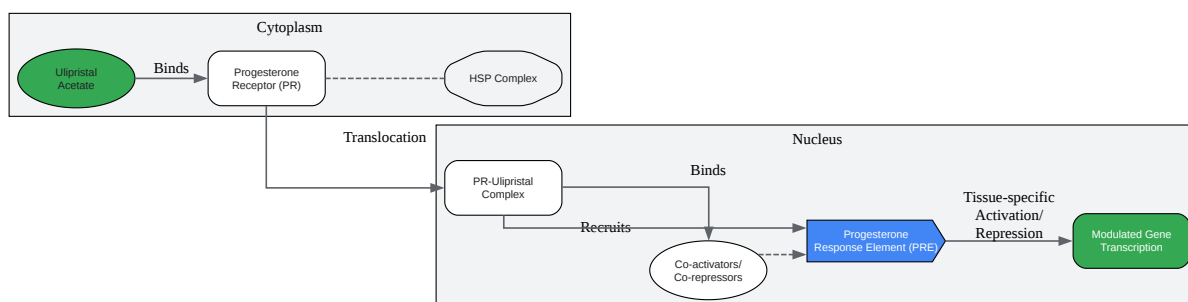 Cytoplasm
Ulipristal
Acetate
Binds
Progesterone
Receptor (PR)
HSP Complex
Translocation
Nucleus
PR-Ulipristal
Complex
Binds
Recruits
Co-activators/
Co-repressors
Progesterone
Response Element (PRE)
Tissue-specific
Activation/
Repression
Modulated Gene
Transcription